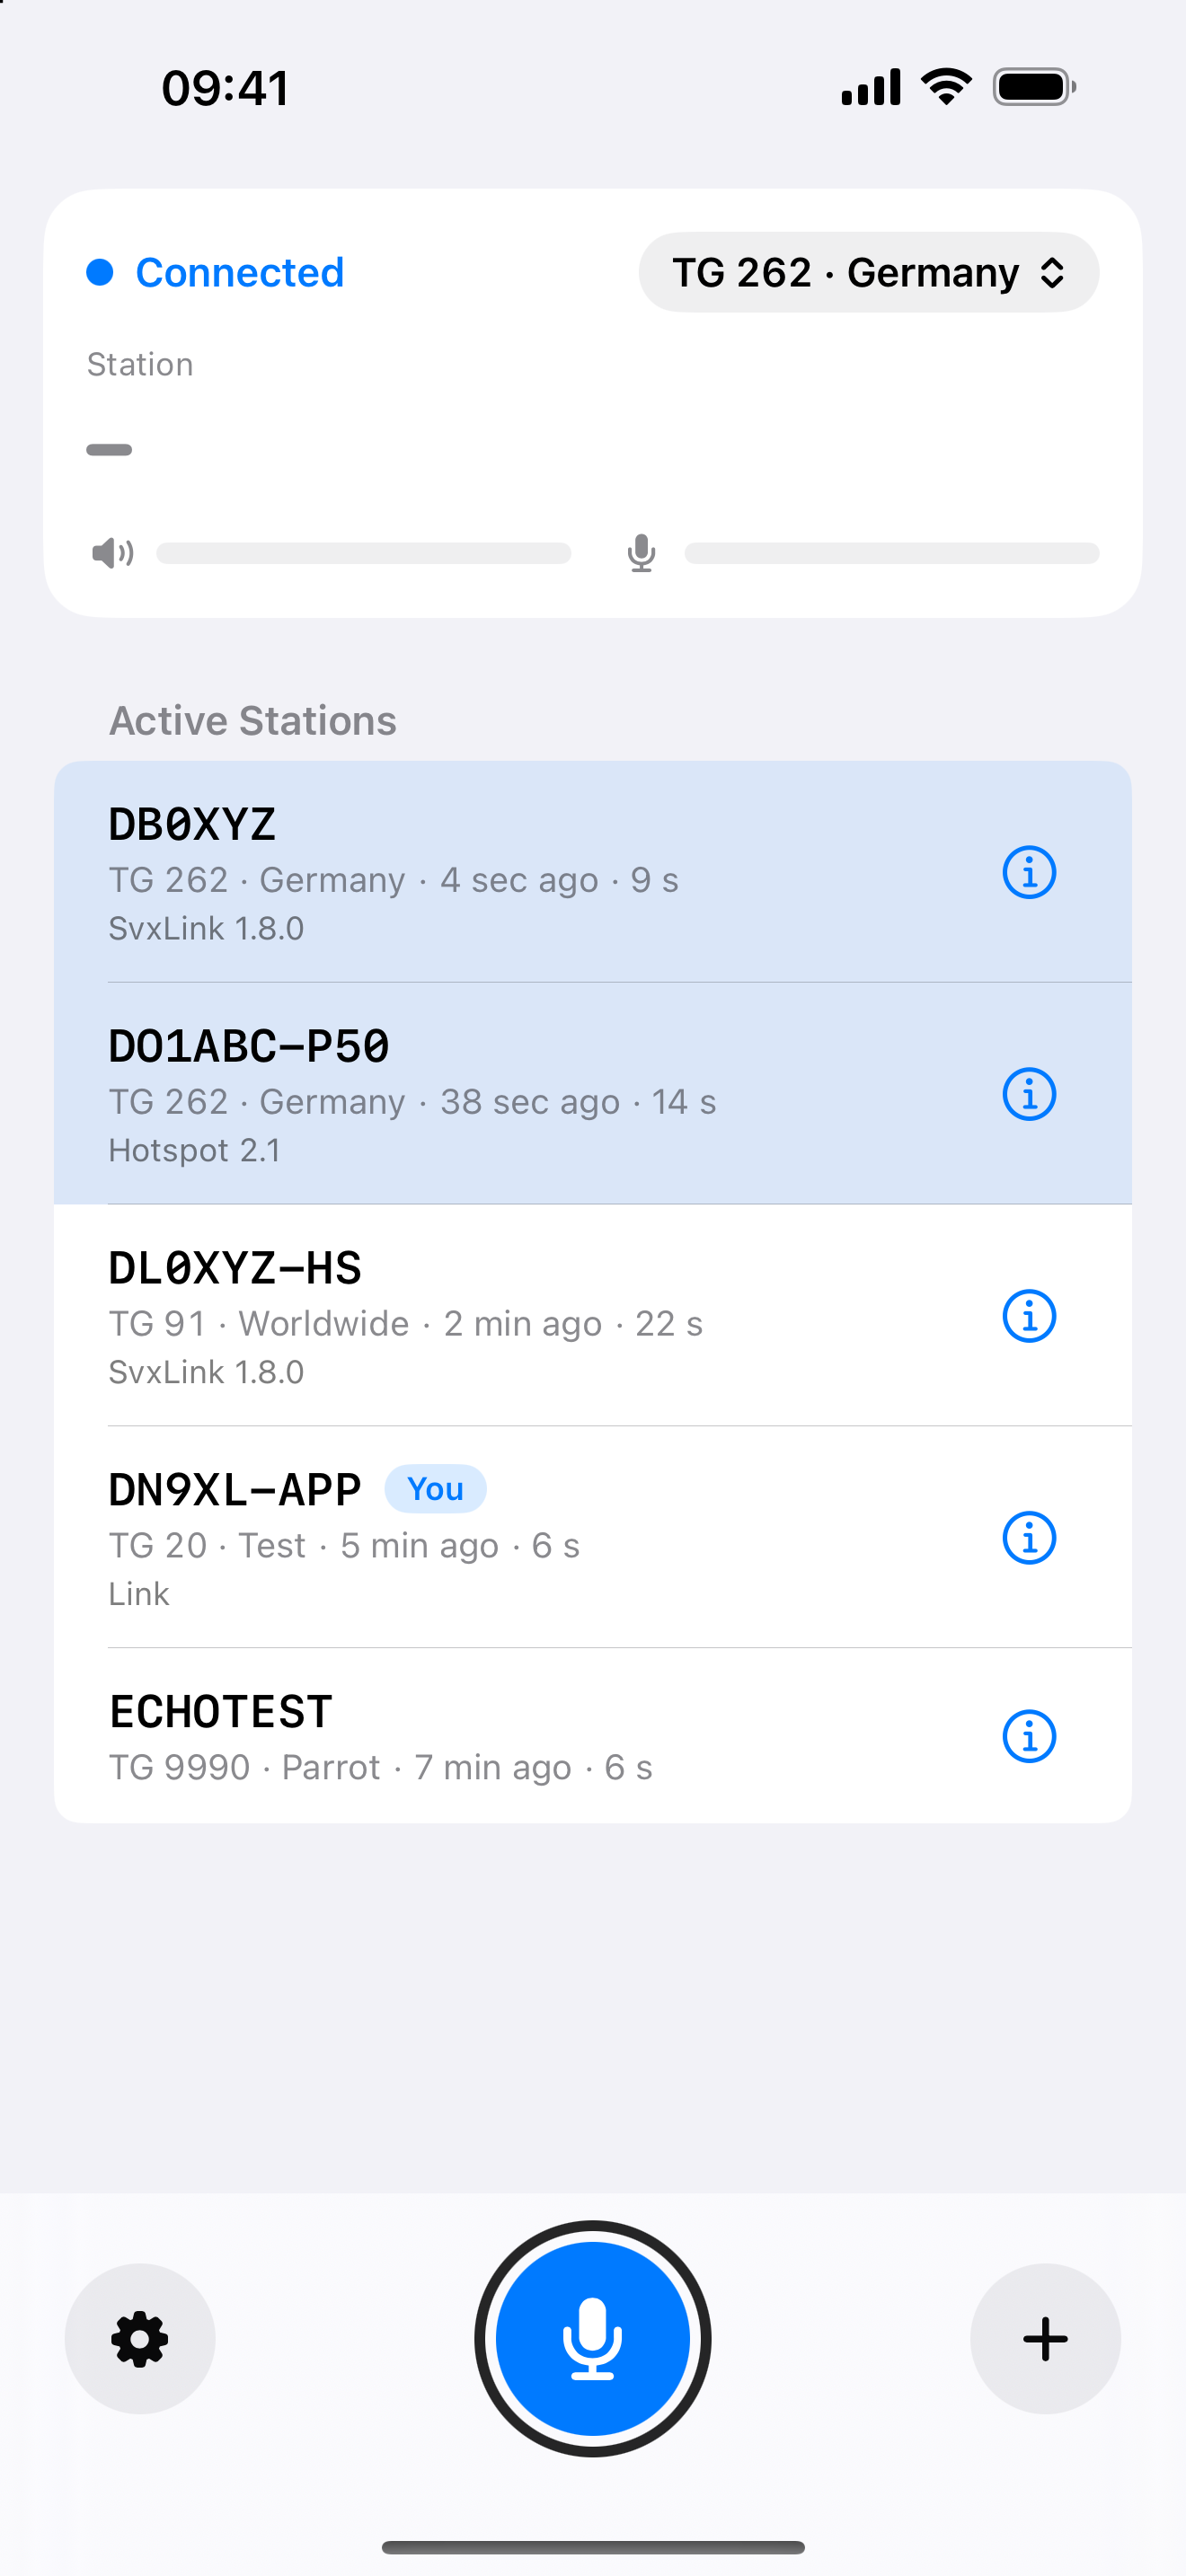 09:41
Connected
TG 262 · Germany
Station
–
Active Stations
DB0XYZ
TG 262 · Germany · 4 sec ago · 9 s
SvxLink 1.8.0
DO1ABC-P50
TG 262 · Germany · 38 sec ago · 14 s
Hotspot 2.1
DL0XYZ-HS
TG 91 · Worldwide · 2 min ago · 22 s
SvxLink 1.8.0
DN9XL-APP You
TG 20 · Test · 5 min ago · 6 s
Link
ECHOTEST
TG 9990 · Parrot · 7 min ago · 6 s